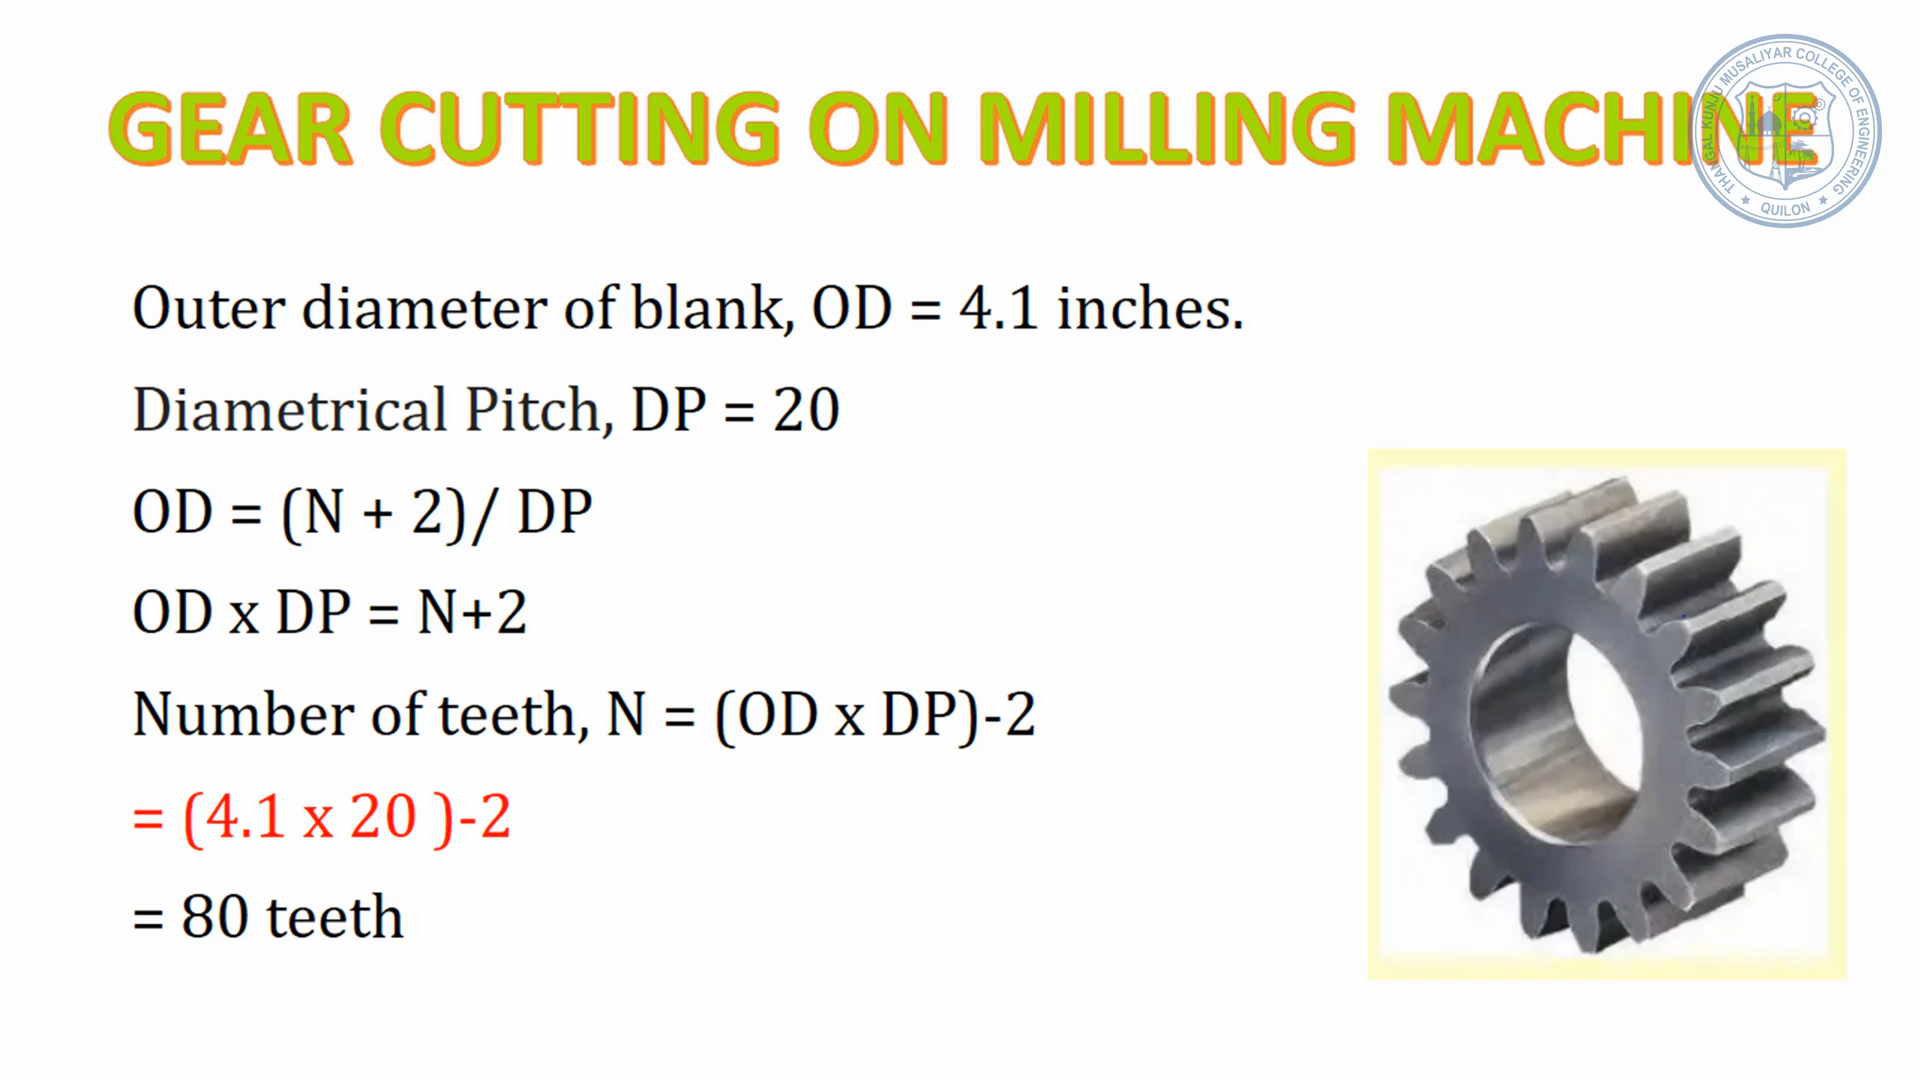 GEAR CUTTING ON MILLING MACHINE
THANGAL KUNJU MUSALIYAR COLLEGE OF ENGINEERING
★ QUILON ★
Outer diameter of blank, OD = 4.1 inches.
Diametrical Pitch, DP = 20
OD = (N + 2)/ DP
OD x DP = N+2
Number of teeth, N = (OD x DP)-2
= (4.1 x 20 )-2
= 80 teeth